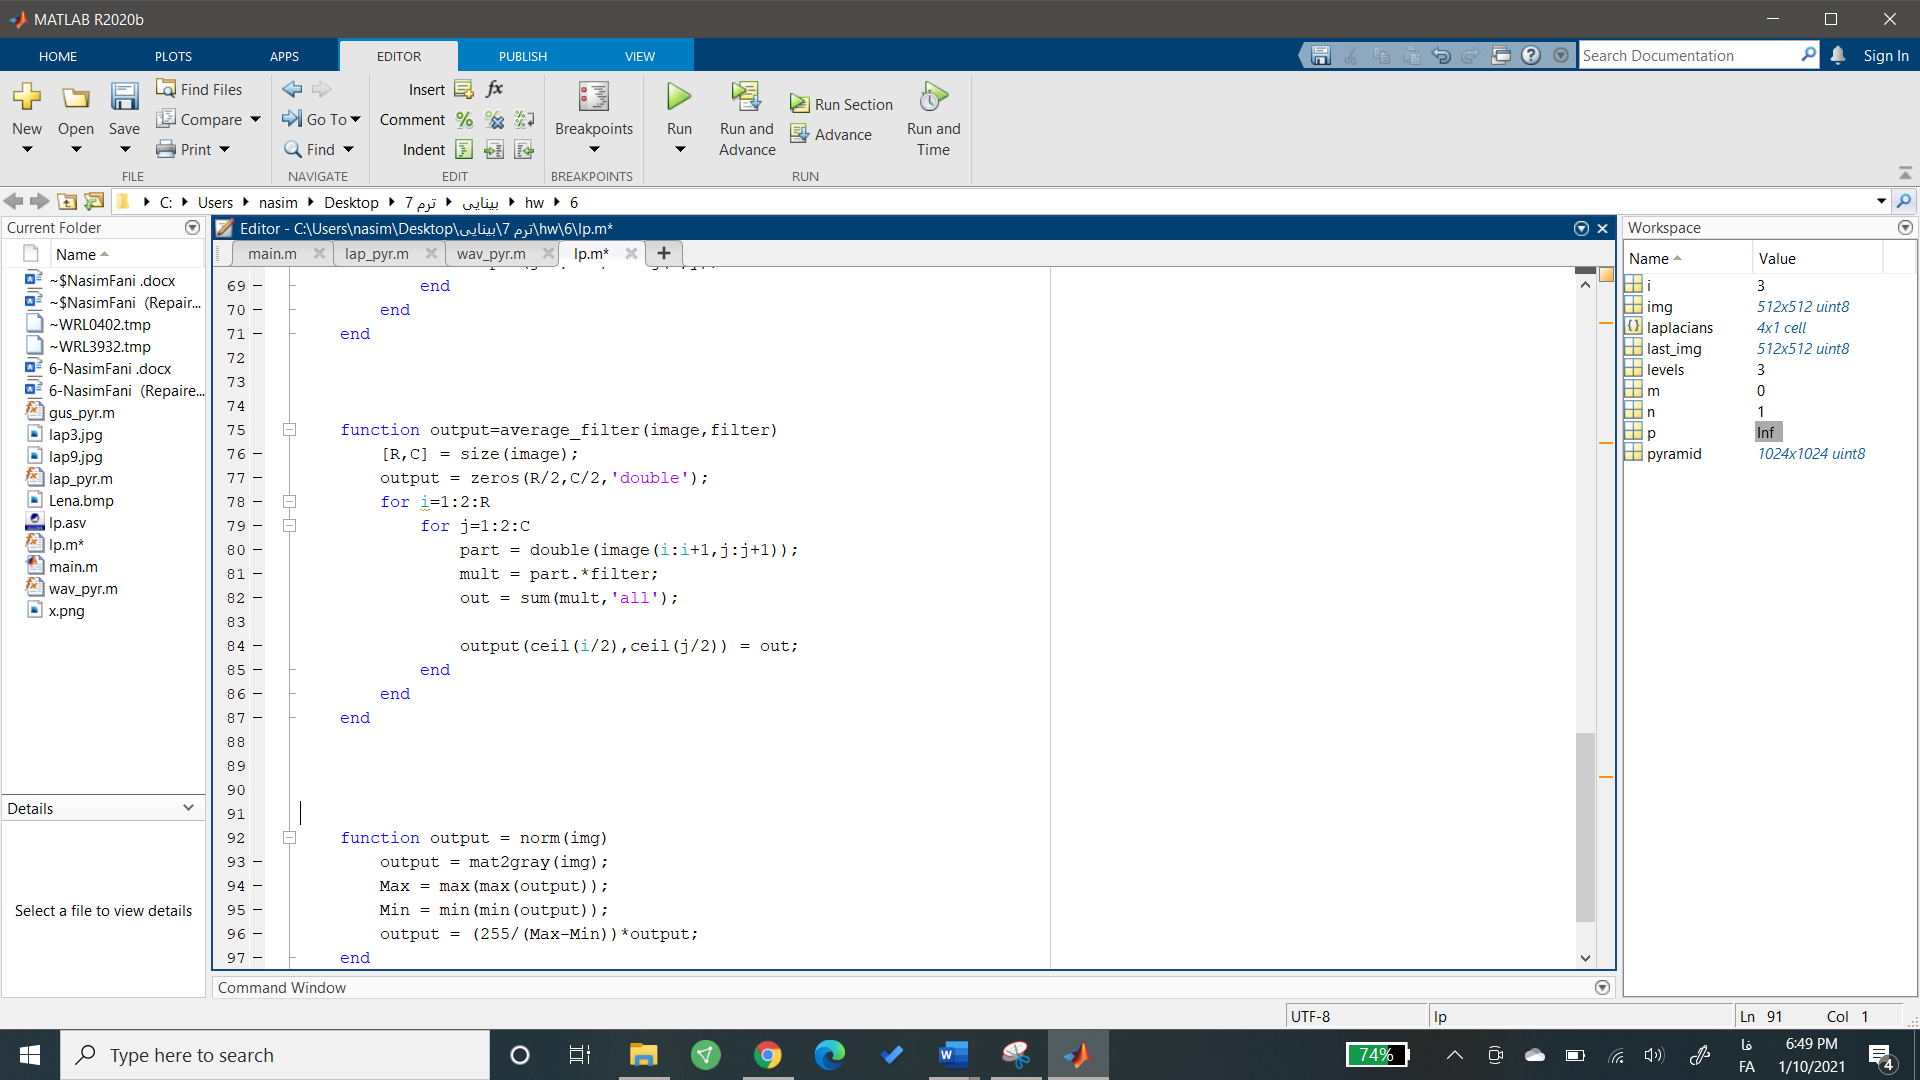 MATLAB R2020b
HOME PLOTS APPS EDITOR PUBLISH VIEW
Search Documentation
Sign In
New Open Save
Find Files
Compare
Print
FILE
Go To
Find
NAVIGATE
Insert fx
Comment
Indent
EDIT
Breakpoints
BREAKPOINTS
Run
Run and Advance
Run Section
Advance
Run and Time
RUN
C: Users nasim Desktop ترم 7 بینایی hw 6
Current Folder
Name
~$NasimFani .docx
~$NasimFani (Repair...
~WRL0402.tmp
~WRL3932.tmp
6-NasimFani .docx
6-NasimFani (Repaire...
gus_pyr.m
lap3.jpg
lap9.jpg
lap_pyr.m
Lena.bmp
lp.asv
lp.m*
main.m
wav_pyr.m
x.png
Details
Select a file to view details
Editor - C:\Users\nasim\Desktop\ترم 7\بینایی\hw\6\lp.m*
main.m lap_pyr.m wav_pyr.m lp.m*
69 end
70 end
71 end
72
73
74
75 function output=average_filter(image,filter)
76 [R,C] = size(image);
77 output = zeros(R/2,C/2,'double');
78 for i=1:2:R
79 for j=1:2:C
80 part = double(image(i:i+1,j:j+1));
81 mult = part.*filter;
82 out = sum(mult,'all');
83
84 output(ceil(i/2),ceil(j/2)) = out;
85 end
86 end
87 end
88
89
90
91
92 function output = norm(img)
93 output = mat2gray(img);
94 Max = max(max(output));
95 Min = min(min(output));
96 output = (255/(Max-Min))*output;
97 end
Command Window
Workspace
Name Value
i 3
img 512x512 uint8
laplacians 4x1 cell
last_img 512x512 uint8
levels 3
m 0
n 1
p Inf
pyramid 1024x1024 uint8
UTF-8 lp Ln 91 Col 1
Type here to search
74%
فا
FA
6:49 PM
1/10/2021
4